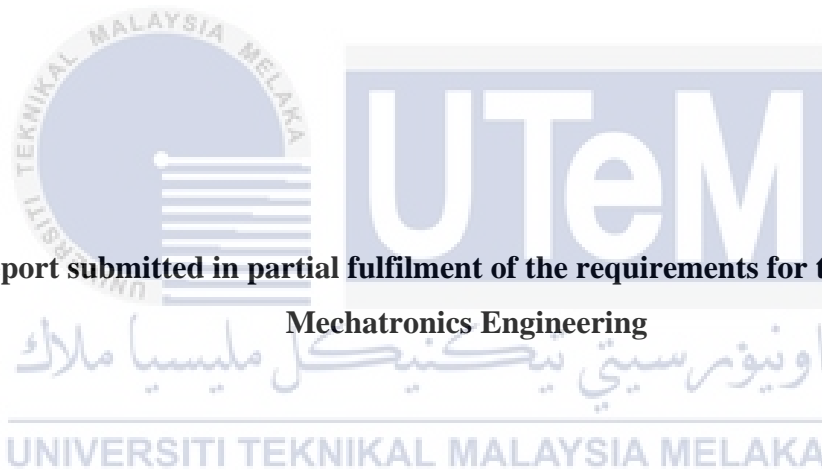 UNIVERSITI TEKNIKAL MALAYSIA MELAKA
UTeM
port submitted in partial fulfilment of the requirements for t
Mechatronics Engineering
اونيۏرسيتي تيكنيكل مليسيا ملاك
UNIVERSITI TEKNIKAL MALAYSIA MELAKA